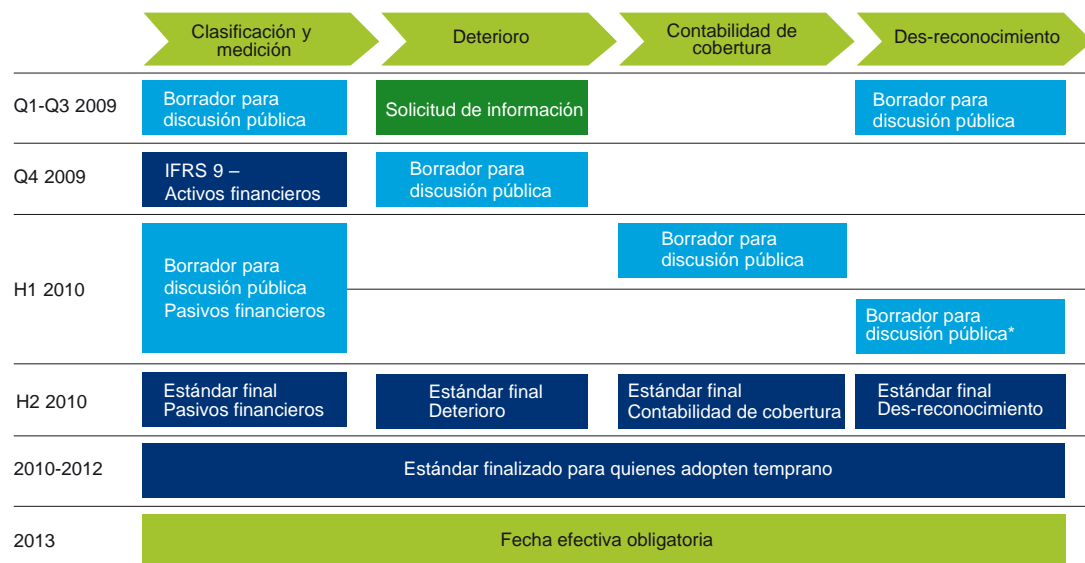 Clasificación y
medición
Deterioro
Contabilidad de
cobertura
Des-reconocimiento
Q1-Q3 2009
Borrador para
discusión pública
Solicitud de información
Borrador para
discusión pública
Q4 2009
IFRS 9 –
Activos financieros
Borrador para
discusión pública
H1 2010
Borrador para
discusión pública
Pasivos financieros
Borrador para
discusión pública
Borrador para
discusión pública*
H2 2010
Estándar final
Pasivos financieros
Estándar final
Deterioro
Estándar final
Contabilidad de cobertura
Estándar final
Des-reconocimiento
2010-2012
Estándar finalizado para quienes adopten temprano
2013
Fecha efectiva obligatoria